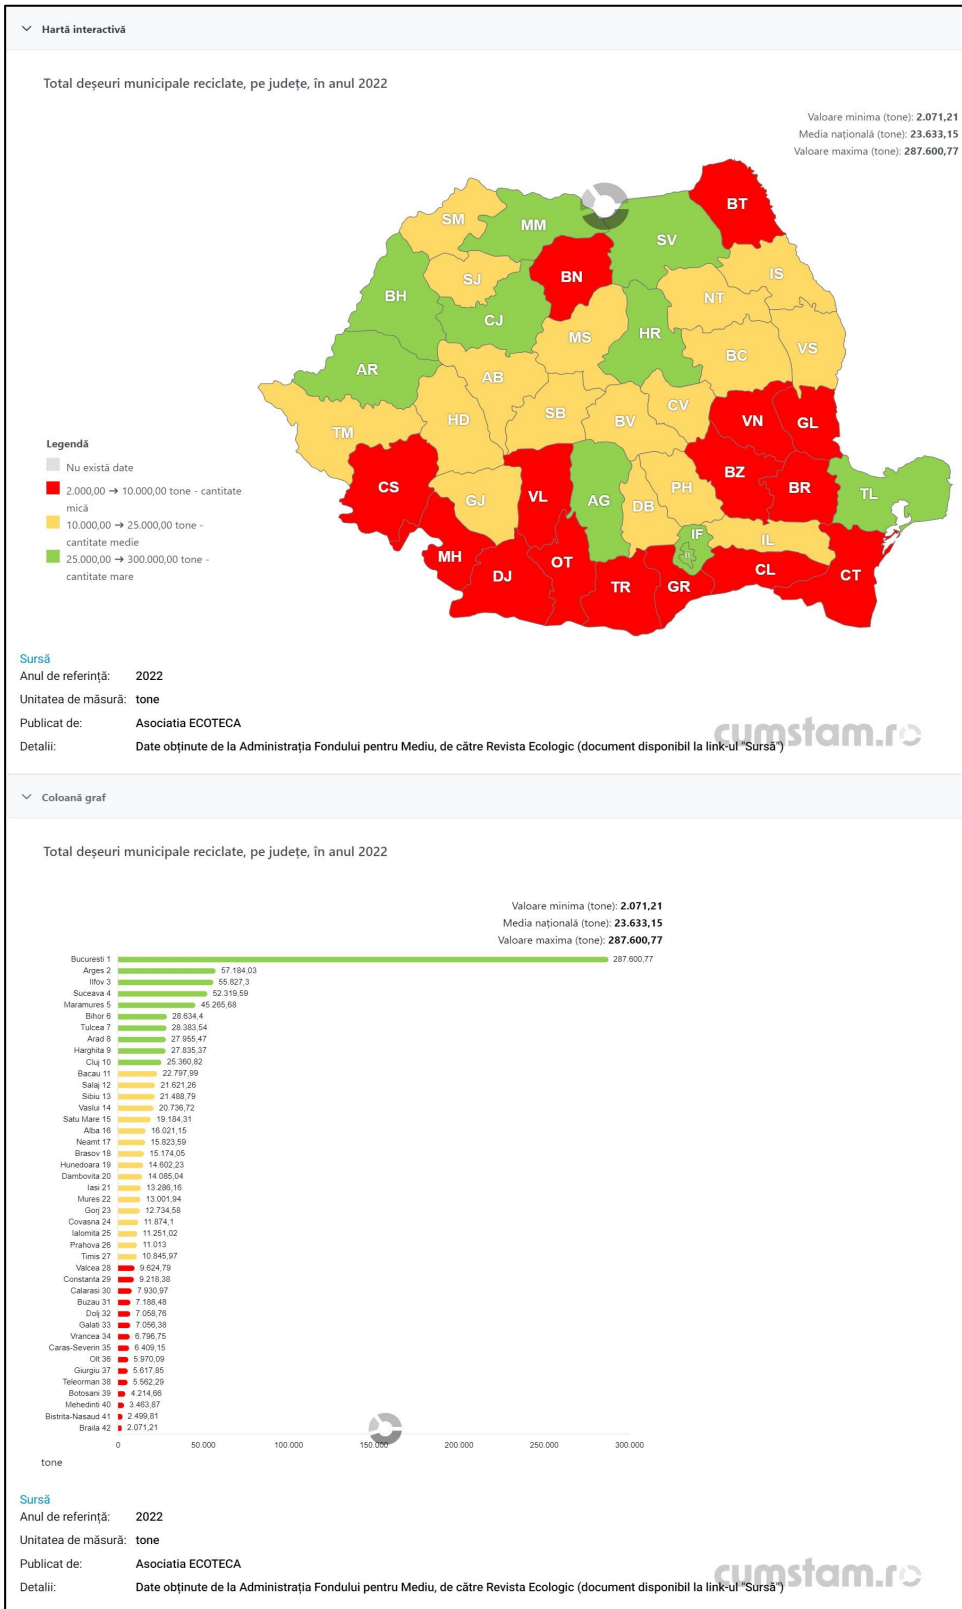 Hartă interactivă
Total deșeuri municipale reciclate, pe județe, în anul 2022
Valoare minima (tone): 2.071,21
Media națională (tone): 23.633,15
Valoare maxima (tone): 287.600,77
BT
SM
MM
SV
IS
SJ
BN
NT
BH
CJ
MS
HR
BC
VS
AR
AB
CV
SB
BV
VN
GL
TM
HD
BZ
BR
TL
CS
GJ
VL
AG
DB
PH
IF
B
IL
MH
DJ
OT
TR
GR
CL
CT
Legendă
Nu există date
2.000,00 → 10.000,00 tone - cantitate
mică
10.000,00 → 25.000,00 tone -
cantitate medie
25.000,00 → 300.000,00 tone -
cantitate mare
Sursă
Anul de referință: 2022
Unitatea de măsură: tone
Publicat de: Asociatia ECOTECA
Detalii: Date obținute de la Administrația Fondului pentru Mediu, de către Revista Ecologic (document disponibil la link-ul "Sursă")
cumstam.ro
Coloană graf
Total deșeuri municipale reciclate, pe județe, în anul 2022
Valoare minima (tone): 2.071,21
Media națională (tone): 23.633,15
Valoare maxima (tone): 287.600,77
Bucuresti 1 287.600,77
Arges 2 57.184,03
Ilfov 3 55.827,3
Suceava 4 52.319,59
Maramures 5 45.265,68
Bihor 6 28.634,4
Tulcea 7 28.383,54
Arad 8 27.955,47
Harghita 9 27.835,37
Cluj 10 25.360,82
Bacau 11 22.797,99
Salaj 12 21.621,26
Sibiu 13 21.488,79
Vaslui 14 20.736,72
Satu Mare 15 19.184,31
Alba 16 16.021,15
Neamt 17 15.823,59
Brasov 18 15.174,05
Hunedoara 19 14.602,23
Dambovita 20 14.085,04
Iasi 21 13.286,16
Mures 22 13.001,94
Gorj 23 12.734,58
Covasna 24 11.874,1
Ialomita 25 11.251,02
Prahova 26 11.013
Timis 27 10.845,97
Valcea 28 9.624,79
Constanta 29 9.218,38
Calarasi 30 7.930,97
Buzau 31 7.188,48
Dolj 32 7.058,76
Galati 33 7.056,38
Vrancea 34 6.796,75
Caras-Severin 35 6.409,15
Olt 36 5.970,09
Giurgiu 37 5.617,85
Teleorman 38 5.562,29
Botosani 39 4.214,66
Mehedinti 40 3.463,87
Bistrita-Nasaud 41 2.499,81
Braila 42 2.071,21
0 50.000 100.000 150.000 200.000 250.000 300.000
tone
Sursă
Anul de referință: 2022
Unitatea de măsură: tone
Publicat de: Asociatia ECOTECA
Detalii: Date obținute de la Administrația Fondului pentru Mediu, de către Revista Ecologic (document disponibil la link-ul "Sursă")
cumstam.ro